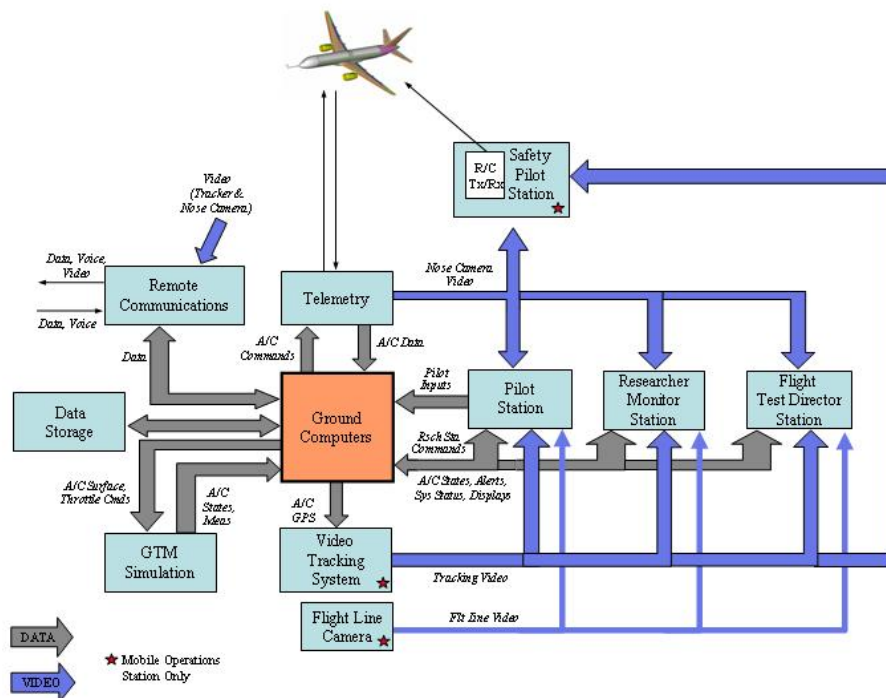 R/C
Tx/Rx
Safety
Pilot
Station
Video
(Tracker &
Nose Camera)
Data, Voice,
Video
Remote
Communications
Data, Voice
Telemetry
Nose Camera
Video
Data
A/C
Commands
A/C Data
Pilot
Inputs
Pilot
Station
Researcher
Monitor
Station
Flight
Test Director
Station
Data
Storage
Ground
Computers
Rsch Sta
Commands
A/C States, Alerts,
Sys Status, Displays
A/C Surface,
Throttle Cmds
A/C
States,
Meas
A/C
GPS
GTM
Simulation
Video
Tracking
System
Tracking Video
Flight Line
Camera
Flt Line Video
DATA
VIDEO
Mobile Operations
Station Only